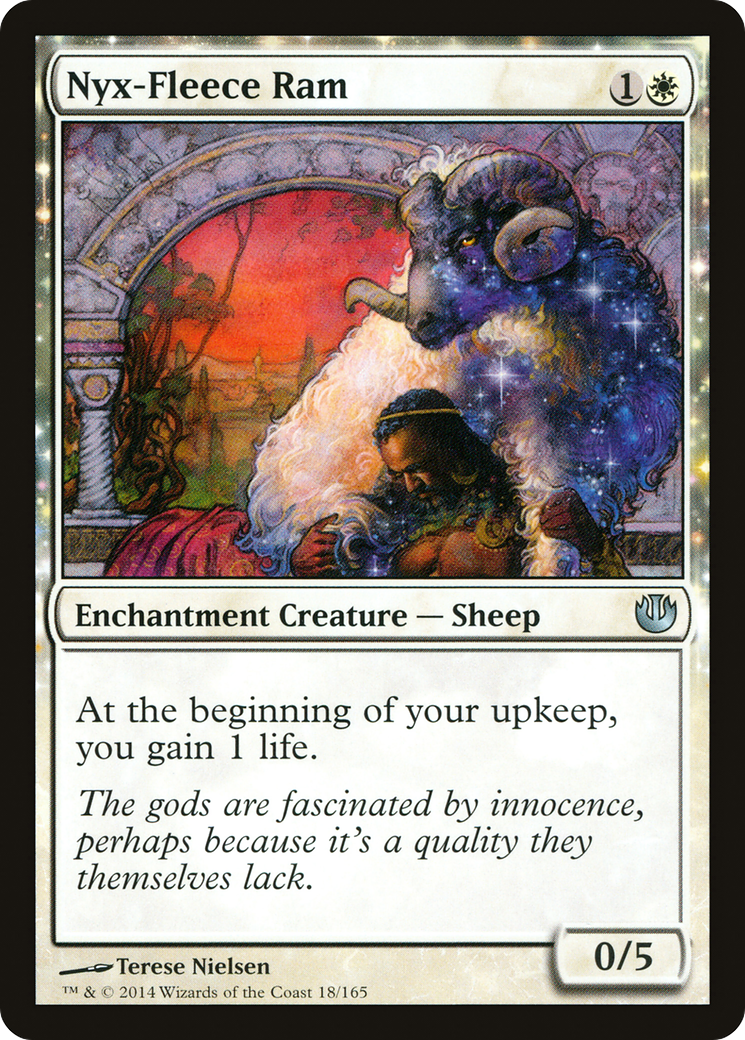 Nyx-Fleece Ram 1
Enchantment Creature — Sheep
At the beginning of your upkeep,
you gain 1 life.
The gods are fascinated by innocence,
perhaps because it's a quality they
themselves lack.
0/5
Terese Nielsen
™ & © 2014 Wizards of the Coast 18/165